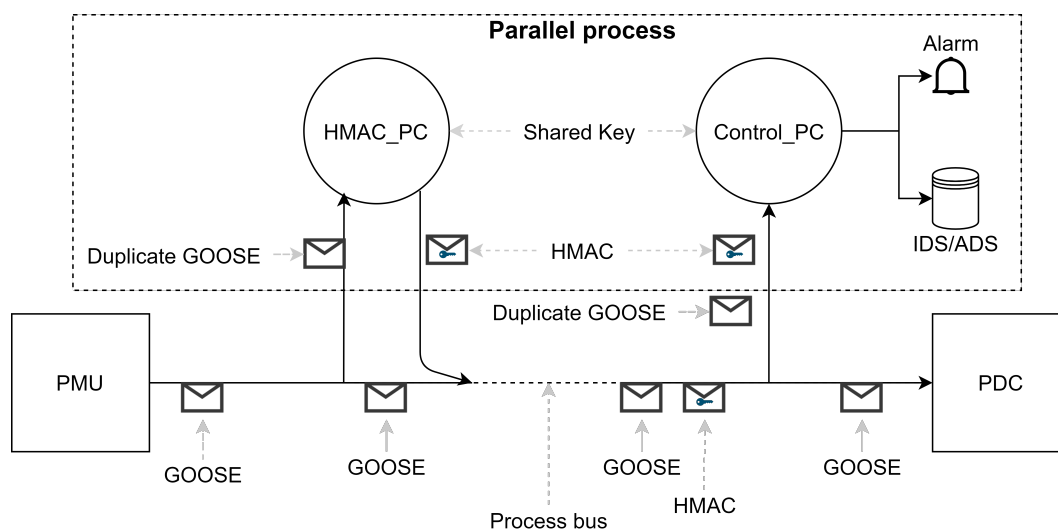 Parallel process
Alarm
HMAC_PC
Shared Key
Control_PC
IDS/ADS
Duplicate GOOSE
HMAC
Duplicate GOOSE
PMU
PDC
GOOSE
GOOSE
GOOSE
GOOSE
HMAC
Process bus